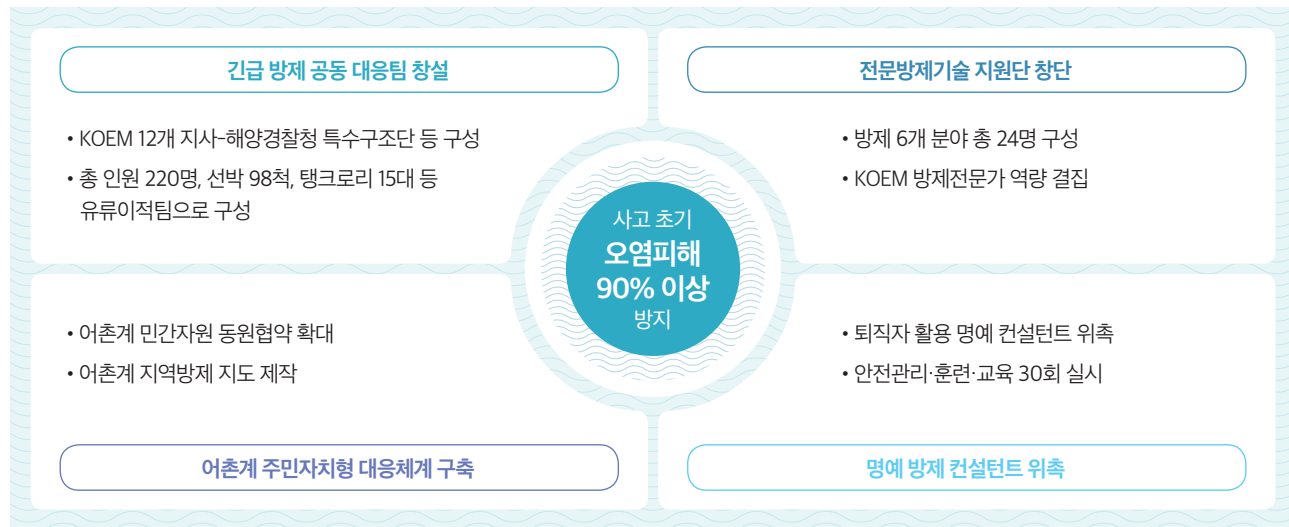 긴급 방제 공동 대응팀 창설
• KOEM 12개 지사-해양경찰청 특수구조단 등 구성
• 총 인원 220명, 선박 98척, 탱크로리 15대 등
유류이적팀으로 구성
전문방제기술 지원단 창단
• 방제 6개 분야 총 24명 구성
• KOEM 방제전문가 역량 결집
사고 초기
오염피해
90% 이상
방지
• 어촌계 민간자원 동원협약 확대
• 어촌계 지역방제 지도 제작
어촌계 주민자치형 대응체계 구축
• 퇴직자 활용 명예 컨설턴트 위촉
• 안전관리·훈련·교육 30회 실시
명예 방제 컨설턴트 위촉